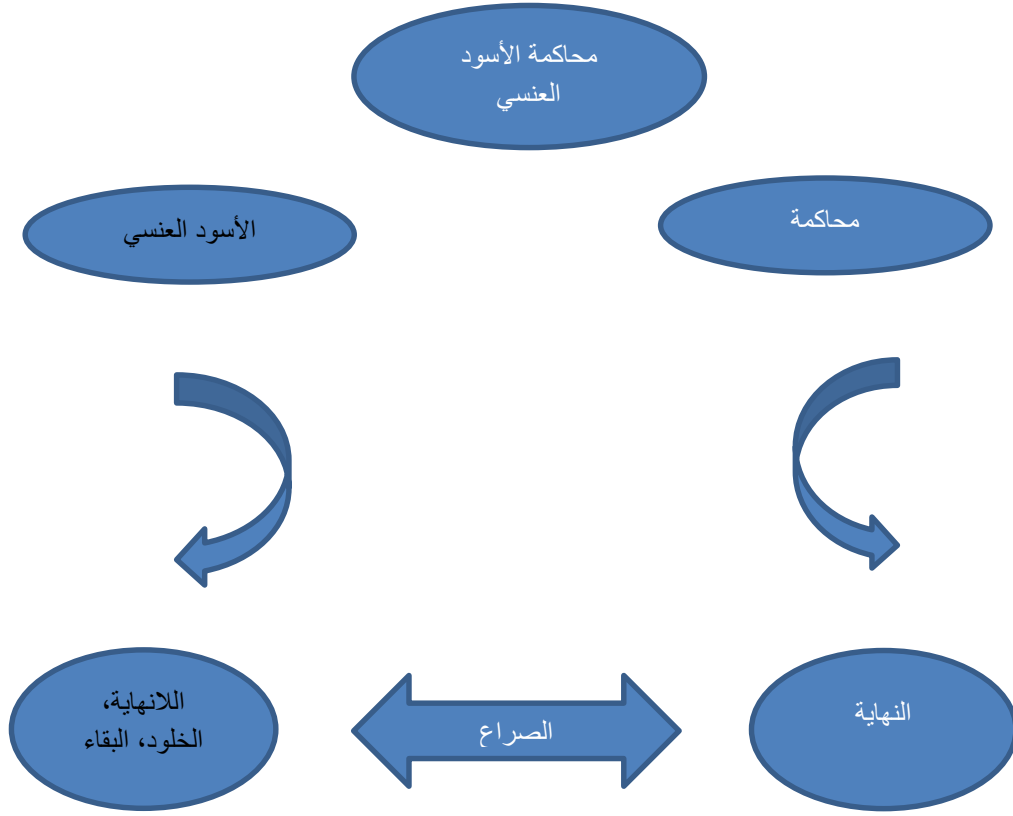 محاكمة الأسود
العنسي
محاكمة
الأسود العنسي
النهاية
الصراع
اللانهاية،
الخلود، البقاء